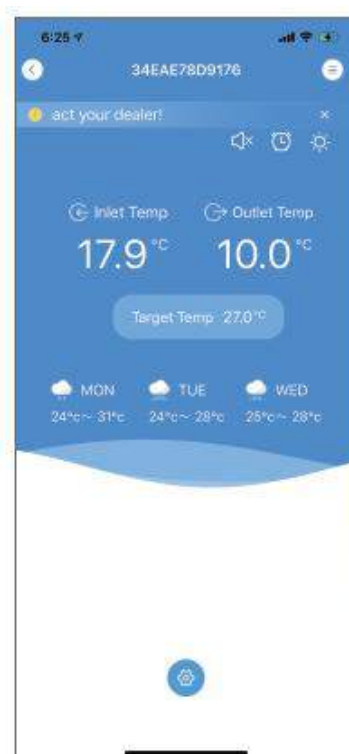 6:25
34EAE78D9176
act your dealer!
Inlet Temp Outlet Temp
17.9°C 10.0°C
Target Temp 27.0°C
MON TUE WED
24°c~ 31°c 24°c~ 28°c 25°c~ 28°c